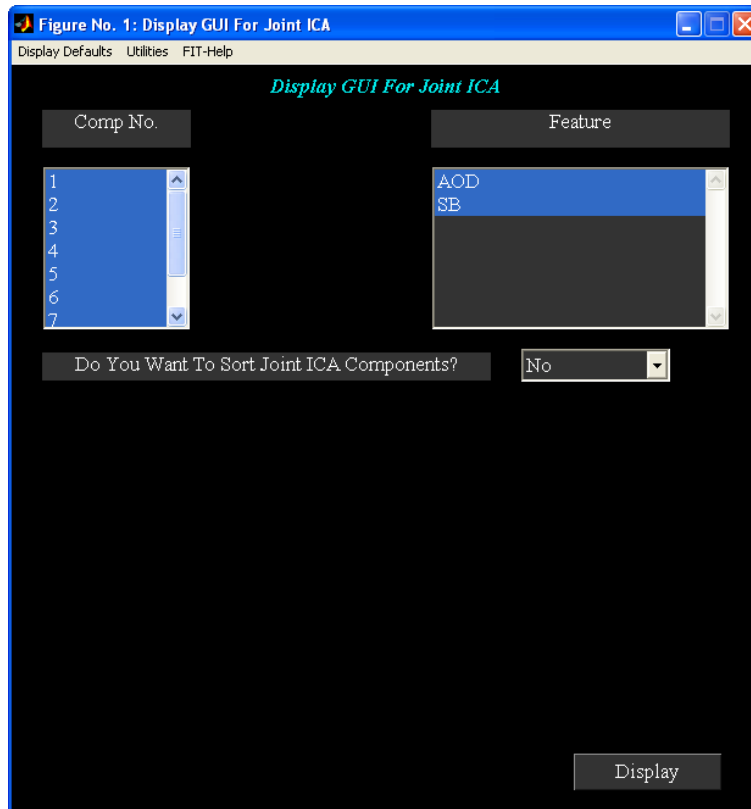 Figure No. 1: Display GUI For Joint ICA
Display Defaults Utilities FIT-Help
Display GUI For Joint ICA
Comp No.
Feature
1
2
3
4
5
6
7
AOD
SB
Do You Want To Sort Joint ICA Components?
No
Display